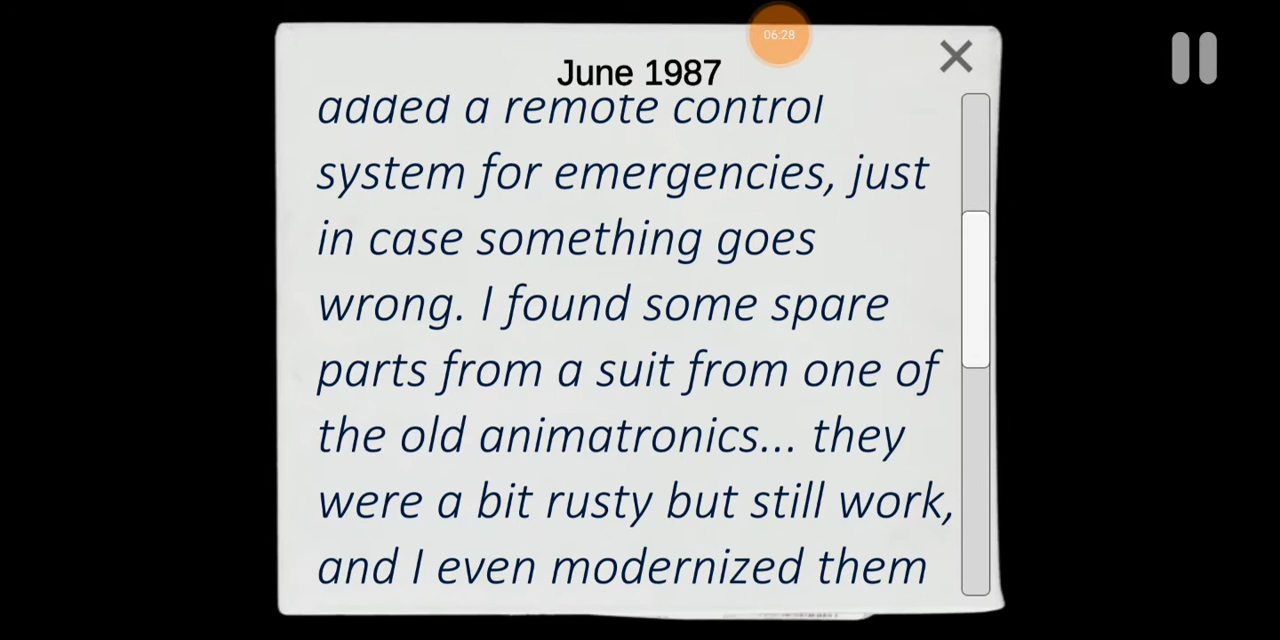 06:28
June 1987
added a remote control
system for emergencies, just
in case something goes
wrong. I found some spare
parts from a suit from one of
the old animatronics... they
were a bit rusty but still work,
and I even modernized them